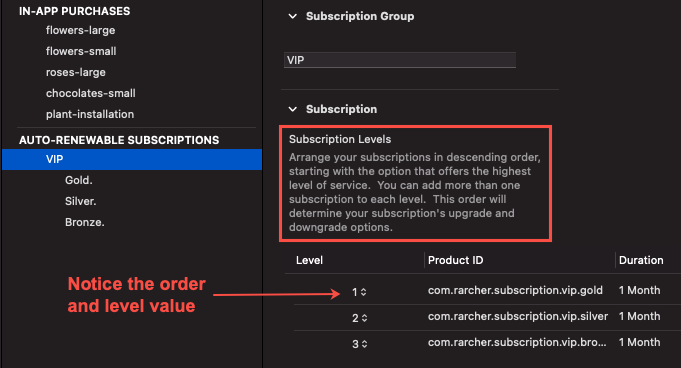 IN-APP PURCHASES
flowers-large
flowers-small
roses-large
chocolates-small
plant-installation
AUTO-RENEWABLE SUBSCRIPTIONS
VIP
Gold.
Silver.
Bronze.
Subscription Group
VIP
Subscription
Subscription Levels
Arrange your subscriptions in descending order,
starting with the option that offers the highest
level of service.  You can add more than one
subscription to each level.  This order will
determine your subscription's upgrade and
downgrade options.
Level Product ID Duration
1 com.rarcher.subscription.vip.gold 1 Month
2 com.rarcher.subscription.vip.silver 1 Month
3 com.rarcher.subscription.vip.bro... 1 Month
Notice the order
and level value